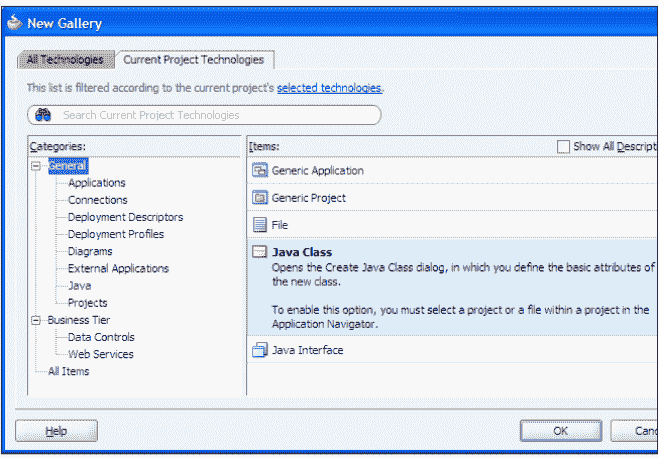 New Gallery
All Technologies
Current Project Technologies
This list is filtered according to the current project's selected technologies.
Search Current Project Technologies
Categories:
General
Applications
Connections
Deployment Descriptors
Deployment Profiles
Diagrams
External Applications
Java
Projects
Business Tier
Data Controls
Web Services
All Items
Items:
Show All Descript
Generic Application
Generic Project
File
Java Class
Opens the Create Java Class dialog, in which you define the basic attributes of
the new class.
To enable this option, you must select a project or a file within a project in the
Application Navigator.
Java Interface
Help
OK
Canc